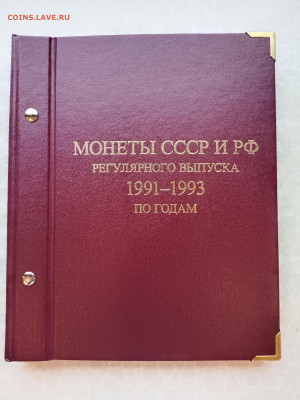 COINS.LAVE.RU
МОНЕТЫ СССР И РФ
РЕГУЛЯРНОГО ВЫПУСКА
1991–1993
ПО ГОДАМ